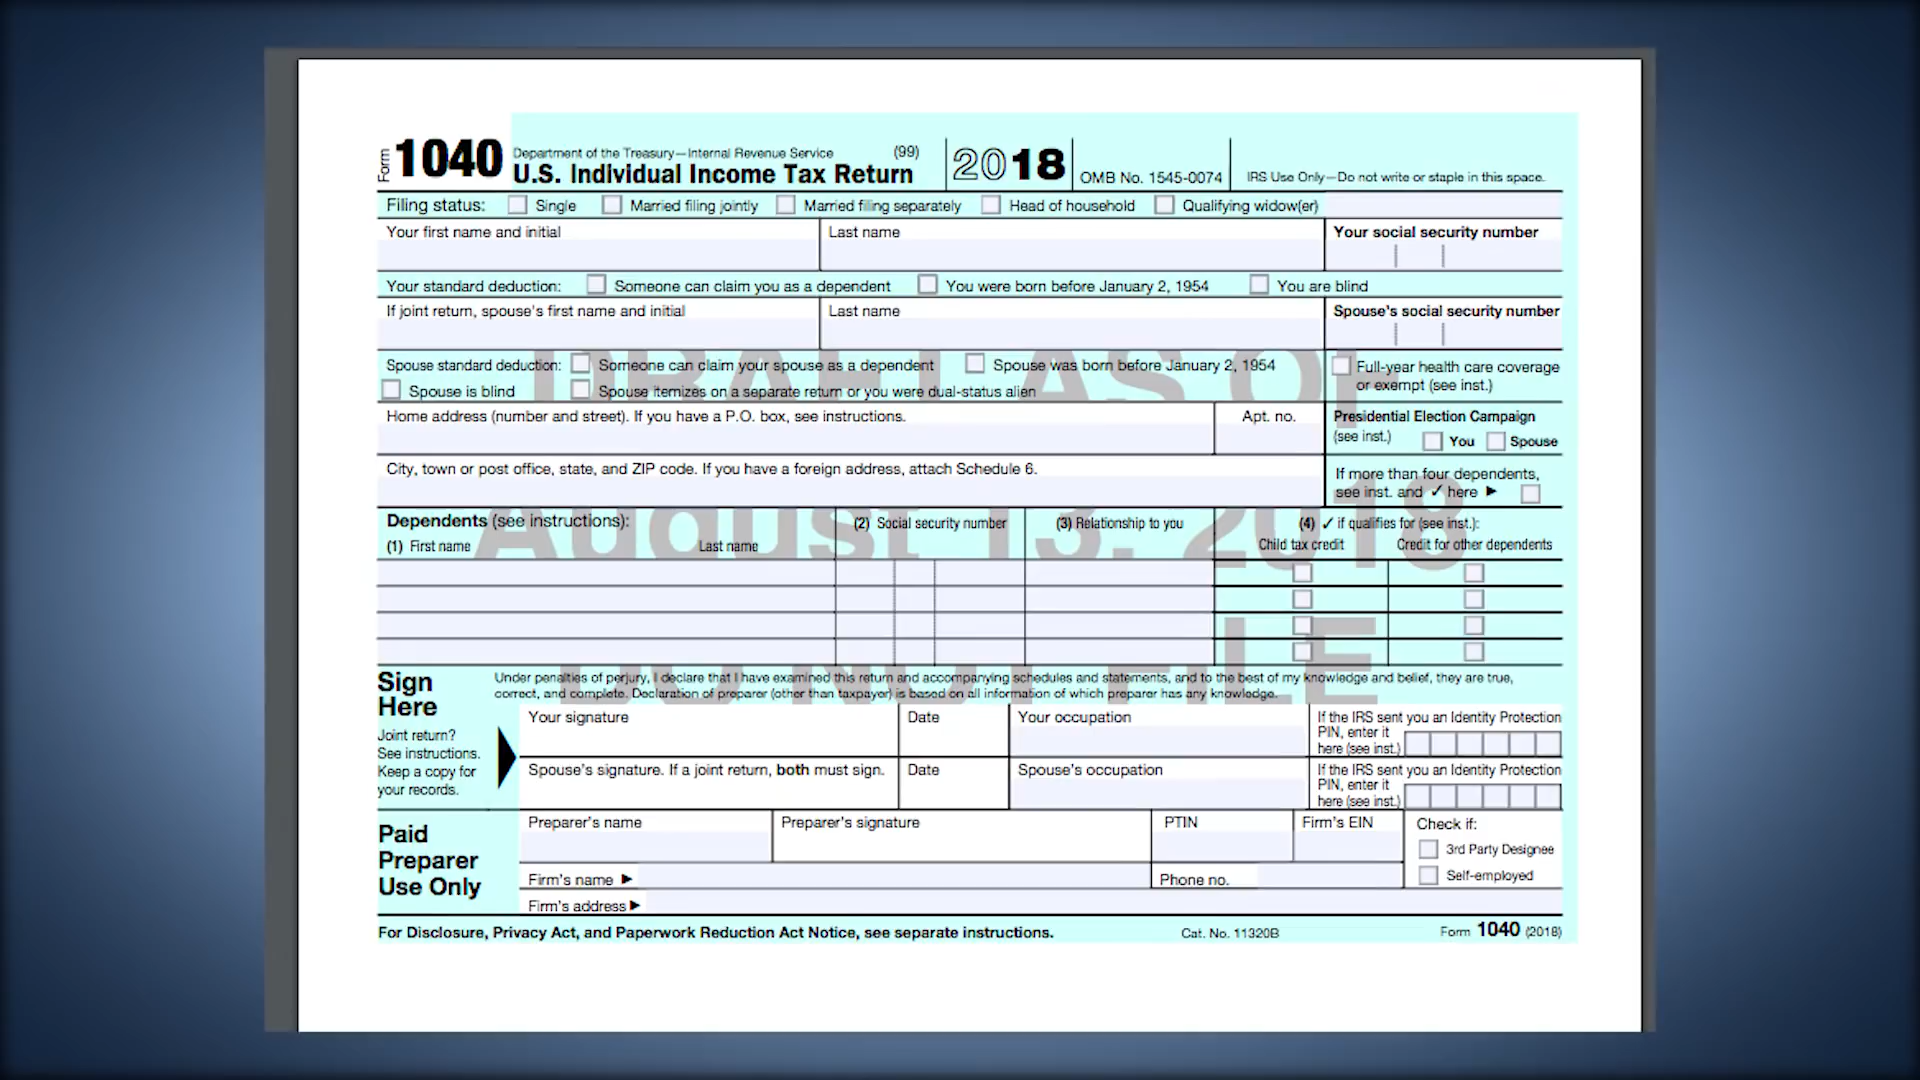 Form 1040 Department of the Treasury—Internal Revenue Service (99)
U.S. Individual Income Tax Return 2018 OMB No. 1545-0074 IRS Use Only—Do not write or staple in this space.
Filing status: Single Married filing jointly Married filing separately Head of household Qualifying widow(er)
Your first name and initial Last name Your social security number
Your standard deduction: Someone can claim you as a dependent You were born before January 2, 1954 You are blind
If joint return, spouse's first name and initial Last name Spouse's social security number
DRAFT AS OF
Spouse standard deduction: Someone can claim your spouse as a dependent Spouse was born before January 2, 1954 Full-year health care coverage
or exempt (see inst.)
Spouse is blind Spouse itemizes on a separate return or you were dual-status alien
Home address (number and street). If you have a P.O. box, see instructions. Apt. no. Presidential Election Campaign
(see inst.) You Spouse
City, town or post office, state, and ZIP code. If you have a foreign address, attach Schedule 6. If more than four dependents,
see inst. and ✓ here ►
August 13, 2018
Dependents (see instructions): (2) Social security number (3) Relationship to you (4) ✓ if qualifies for (see inst.):
(1) First name Last name Child tax credit Credit for other dependents
DO NOT FILE
Sign Here Under penalties of perjury, I declare that I have examined this return and accompanying schedules and statements, and to the best of my knowledge and belief, they are true,
correct, and complete. Declaration of preparer (other than taxpayer) is based on all information of which preparer has any knowledge.
Joint return?
See instructions.
Keep a copy for
your records.
Your signature Date Your occupation If the IRS sent you an Identity Protection
PIN, enter it
here (see inst.)
Spouse's signature. If a joint return, both must sign. Date Spouse's occupation If the IRS sent you an Identity Protection
PIN, enter it
here (see inst.)
Paid
Preparer
Use Only
Preparer's name Preparer's signature PTIN Firm's EIN Check if:
3rd Party Designee
Self-employed
Firm's name ► Phone no.
Firm's address ►
For Disclosure, Privacy Act, and Paperwork Reduction Act Notice, see separate instructions. Cat. No. 11320B Form 1040 (2018)